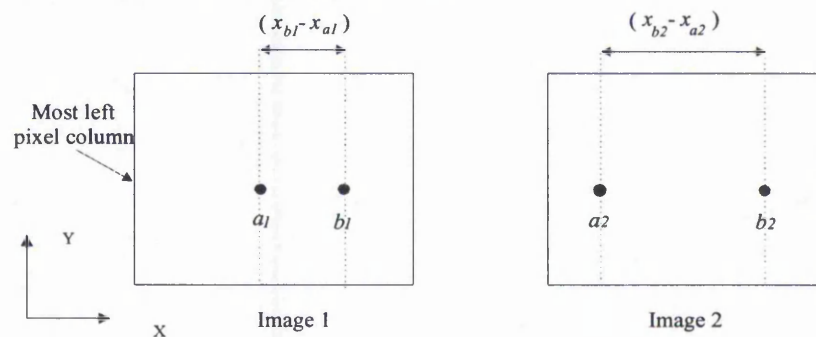 ( x_b1 - x_a1 )
( x_b2 - x_a2 )
Most left
pixel column
a1
b1
a2
b2
Y
X
Image 1
Image 2